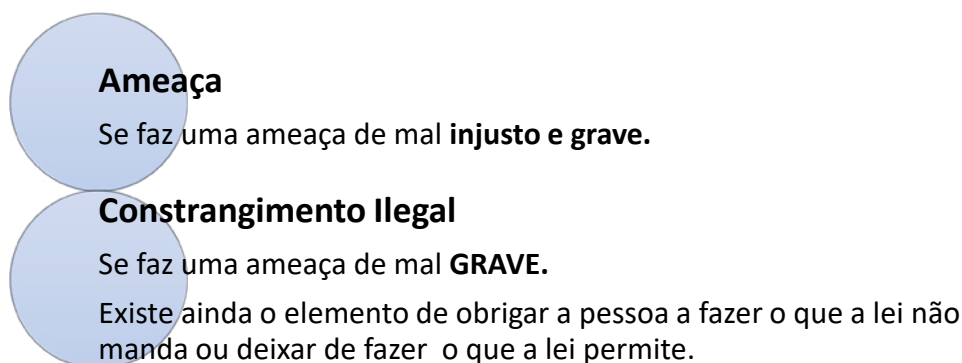 Ameaça
Se faz uma ameaça de mal injusto e grave.
Constrangimento Ilegal
Se faz uma ameaça de mal GRAVE.
Existe ainda o elemento de obrigar a pessoa a fazer o que a lei não
manda ou deixar de fazer o que a lei permite.